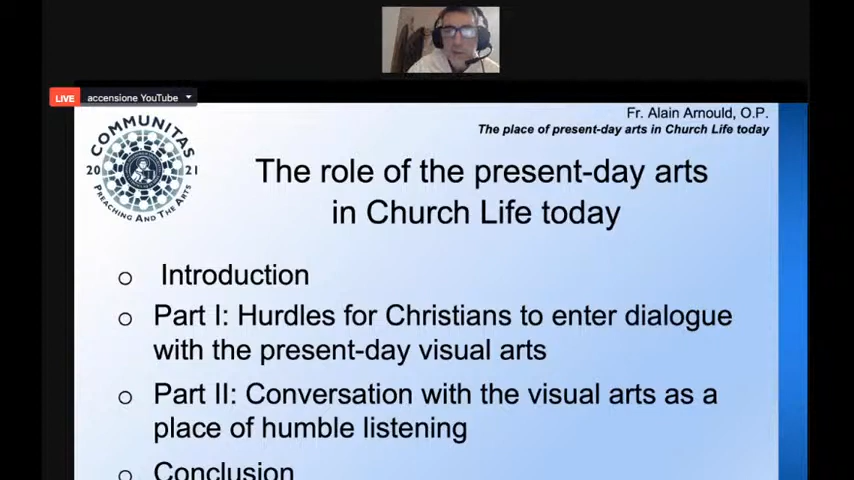 LIVE accensione YouTube
Fr. Alain Arnould, O.P.
The place of present-day arts in Church Life today
COMMUNITAS
20 21
PREACHING AND THE ARTS
The role of the present-day arts
in Church Life today
o Introduction
o Part I: Hurdles for Christians to enter dialogue
with the present-day visual arts
o Part II: Conversation with the visual arts as a
place of humble listening
o Conclusion